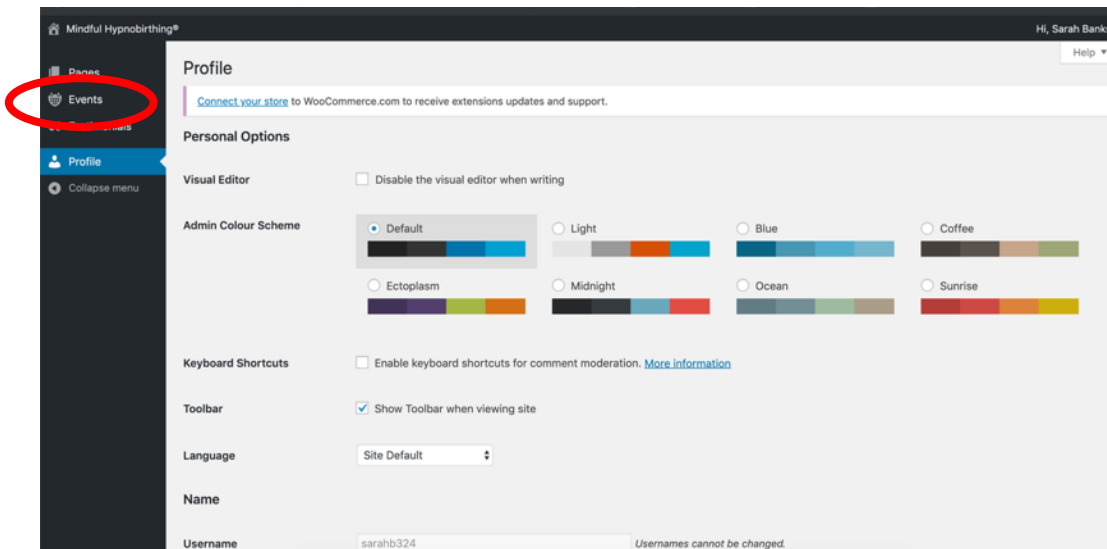 Mindful Hypnobirthing®
Hi, Sarah Banks
Help
Pages
Events
Testimonials
Profile
Collapse menu
Profile
Connect your store to WooCommerce.com to receive extensions updates and support.
Personal Options
Visual Editor
Disable the visual editor when writing
Admin Colour Scheme
Default
Light
Blue
Coffee
Ectoplasm
Midnight
Ocean
Sunrise
Keyboard Shortcuts
Enable keyboard shortcuts for comment moderation. More information
Toolbar
Show Toolbar when viewing site
Language
Site Default
Name
Username
sarahb324
Usernames cannot be changed.